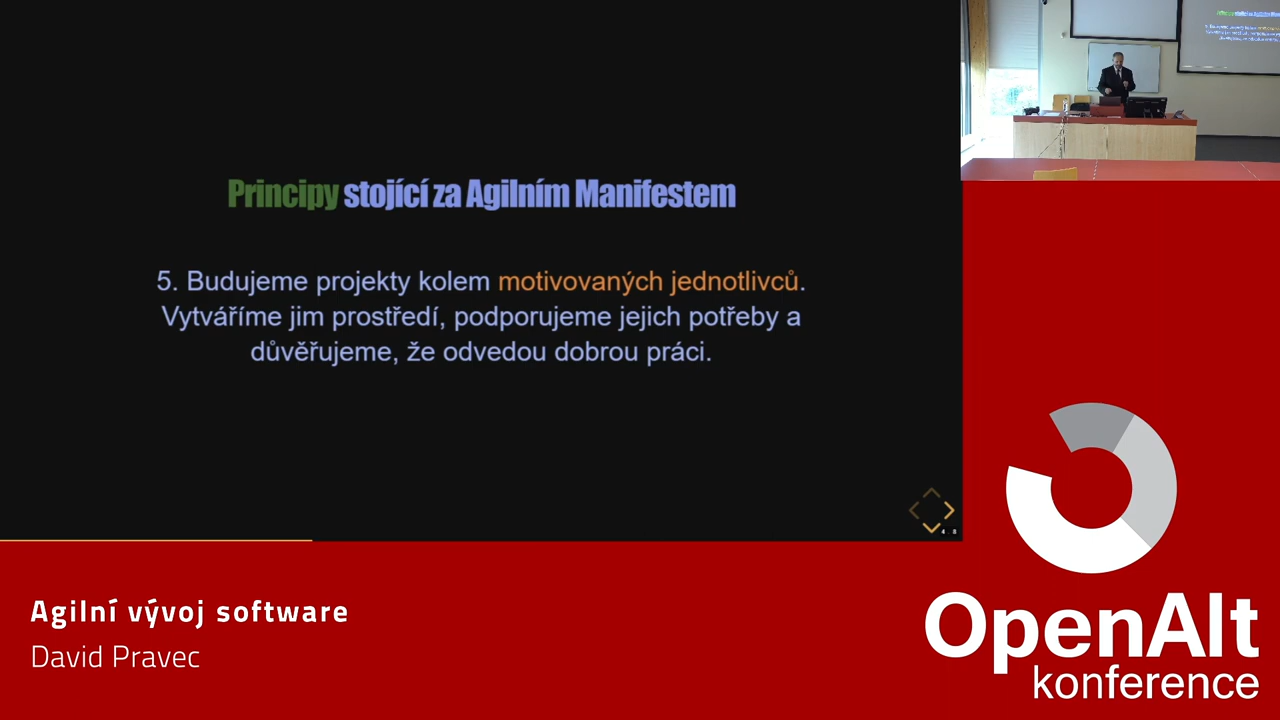 Principy stojící za Agilním Manifestem
5. Budujeme projekty kolem motivovaných jednotlivců.
Vytváříme jim prostředí, podporujeme jejich potřeby a
důvěřujeme, že odvedou dobrou práci.
Agilní vývoj software
David Pravec
OpenAlt
konference